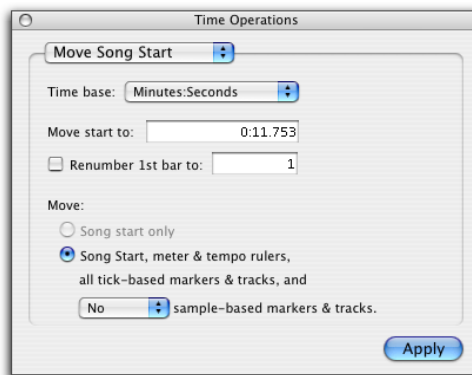 Time Operations
Move Song Start
Time base: Minutes:Seconds
Move start to: 0:11.753
Renumber 1st bar to: 1
Move:
Song start only
Song Start, meter & tempo rulers,
all tick-based markers & tracks, and
No sample-based markers & tracks.
Apply